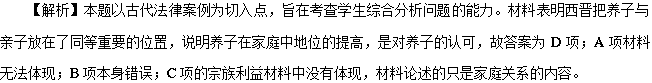 【解析】本题以古代法律案例为切入点，旨在考查学生综合分析问题的能力。材料表明西晋把养子与
亲子放在了同等重要的位置，说明养子在家庭中地位的提高，是对养子的认可，故答案为 D 项；A 项材料
无法体现；B 项本身错误；C 项的宗族利益材料中没有体现，材料论述的只是家庭关系的内容。